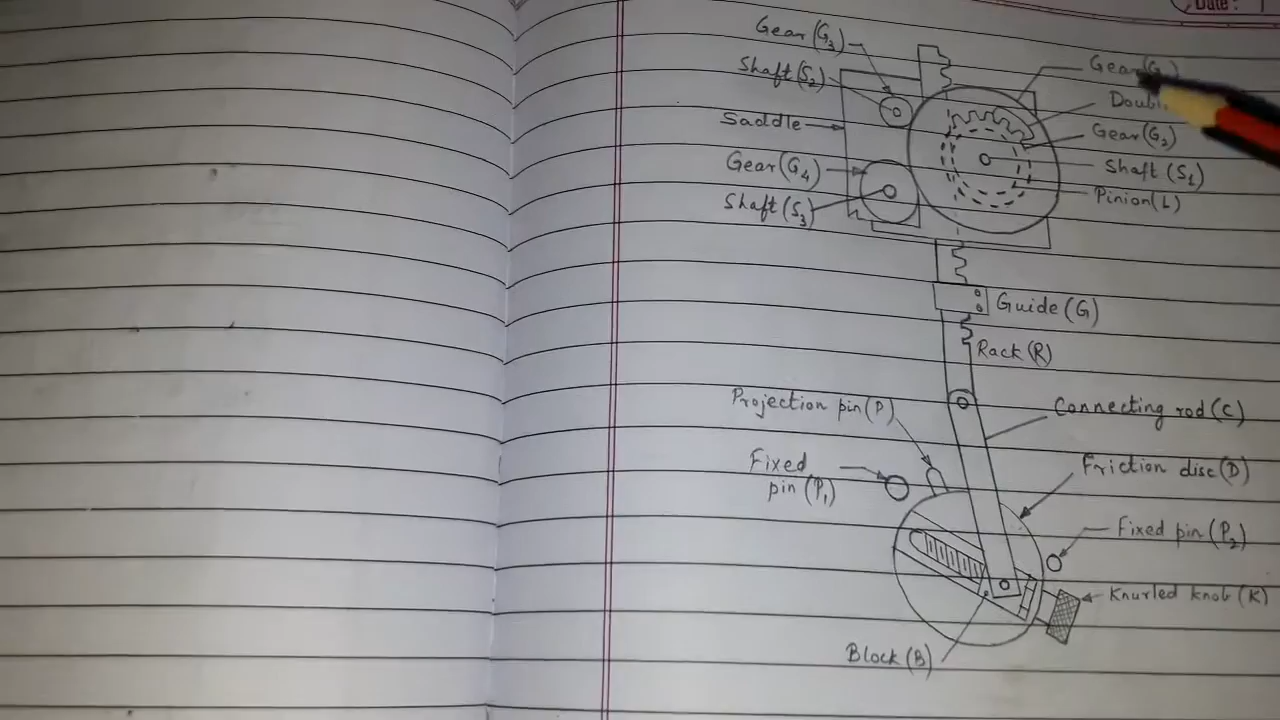 Date:
Gear(G3)
Shaft(S2)
Saddle
Gear(G4)
Shaft(S3)
Gear(G
Gear(G2)
Shaft(S1)
Pinion(L)
Guide(G)
Rack(R)
Projection pin(P)
Connecting rod(C)
Fixed
pin(P1)
Friction disc(D)
Fixed pin(P2)
Knurled knob(K)
Block(B)